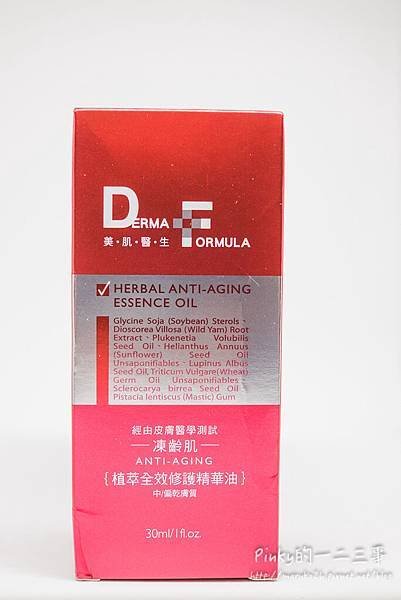 DERMA
FORMULA
美·肌·醫·生
HERBAL ANTI-AGING
ESSENCE OIL
Glycine Soja (Soybean) Sterols、
Dioscorea Villosa (Wild Yam) Root
Extract、Plukenetia Volubilis
Seed Oil、Helianthus Annuus
(Sunflower) Seed Oil
Unsaponifiables、Lupinus Albus
Seed Oil, Triticum Vulgare(Wheat)
Germ Oil Unsaponifiables、
Sclerocarya birrea Seed Oil、
Pistacia lentiscus (Mastic) Gum
經由皮膚醫學測試
—凍齡肌—
ANTI-AGING
{植萃全效修護精華油}
中/偏乾膚質
30ml/1fl.oz.
Pinky的一二三事